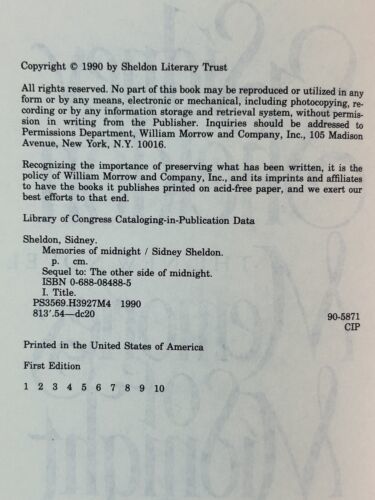 Copyright © 1990 by Sheldon Literary Trust
All rights reserved. No part of this book may be reproduced or utilized in any
form or by any means, electronic or mechanical, including photocopying, re-
cording or by any information storage and retrieval system, without permis-
sion in writing from the Publisher. Inquiries should be addressed to
Permissions Department, William Morrow and Company, Inc., 105 Madison
Avenue, New York, N.Y. 10016.
Recognizing the importance of preserving what has been written, it is the
policy of William Morrow and Company, Inc., and its imprints and affiliates
to have the books it publishes printed on acid-free paper, and we exert our
best efforts to that end.
Library of Congress Cataloging-in-Publication Data
Sheldon, Sidney.
Memories of midnight / Sidney Sheldon.
p. cm.
Sequel to: The other side of midnight.
ISBN 0-688-08488-5
I. Title.
PS3569.H3927M4 1990
813'.54—dc20
90-5871
CIP
Printed in the United States of America
First Edition
1 2 3 4 5 6 7 8 9 10